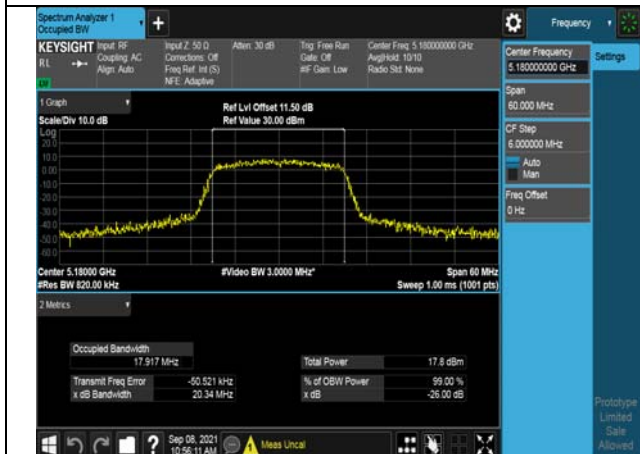 Spectrum Analyzer 1
Occupied BW
Frequency
KEYSIGHT
RL
Input: RF
Coupling: AC
Align: Auto
Input Z: 50 Ω
Corrections: Off
Freq Ref: Int (S)
NFE: Adaptive
Atten: 30 dB
Trig: Free Run
Gate: Off
#IF Gain: Low
Center Freq: 5.180000000 GHz
Avg|Hold: 10/10
Radio Std: None
Center Frequency
5.180000000 GHz
Settings
Span
60.000 MHz
CF Step
6.000000 MHz
Auto
Man
Freq Offset
0 Hz
1 Graph
Scale/Div 10.0 dB
Ref Lvl Offset 11.50 dB
Ref Value 30.00 dBm
Log
20.0
10.0
0.00
-10.0
-20.0
-30.0
-40.0
-50.0
-60.0
Center 5.18000 GHz
#Res BW 820.00 kHz
#Video BW 3.0000 MHz*
Span 60 MHz
Sweep 1.00 ms (1001 pts)
2 Metrics
Occupied Bandwidth
17.917 MHz
Total Power
17.8 dBm
Transmit Freq Error
-50.521 kHz
% of OBW Power
99.00 %
x dB Bandwidth
20.34 MHz
x dB
-26.00 dB
Prototype
Limited
Sale
Allowed
?
Sep 08, 2021
10:56:11 AM
Meas Uncal